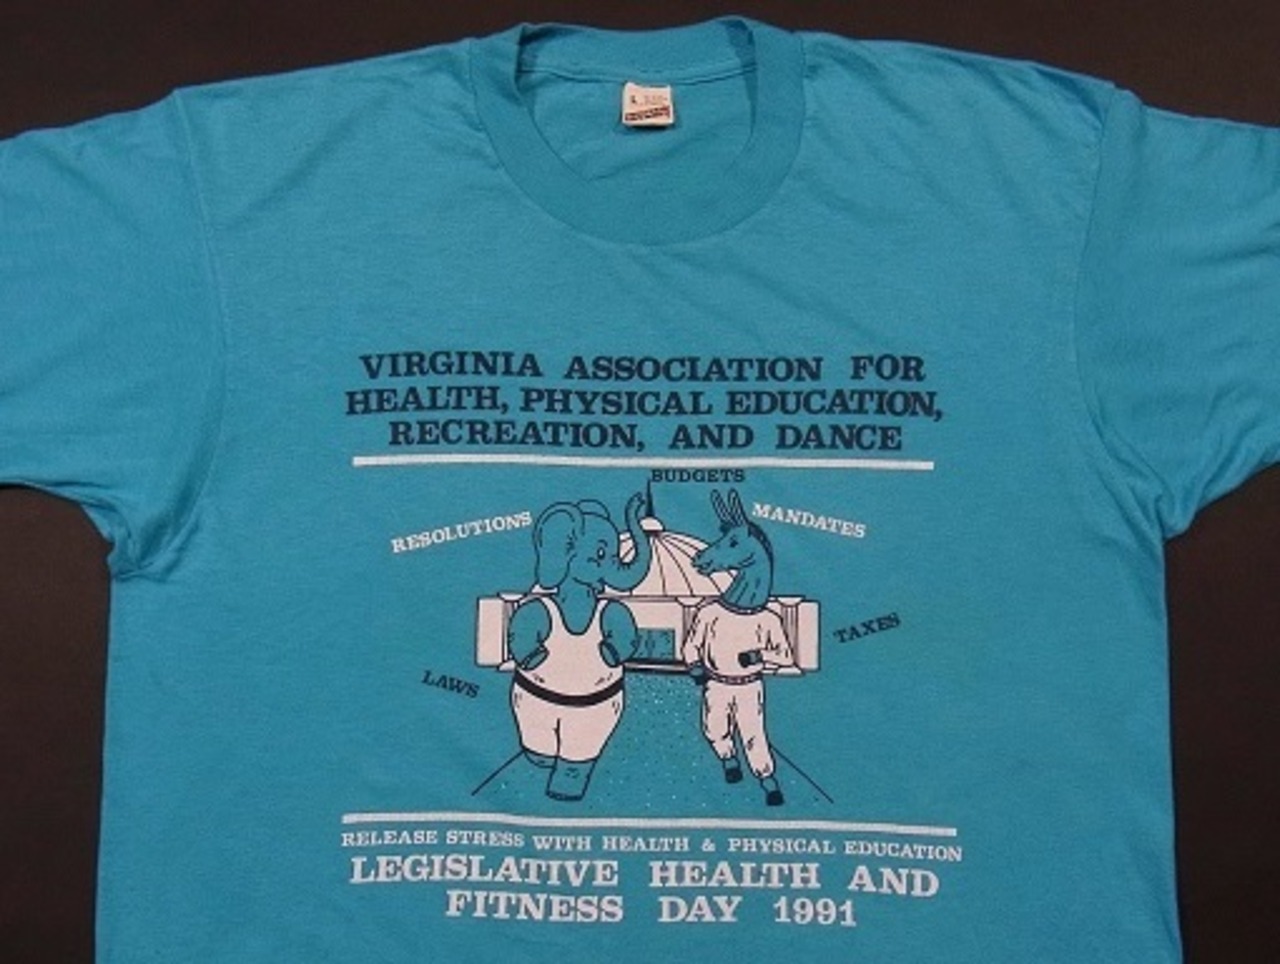 VIRGINIA ASSOCIATION FOR
HEALTH, PHYSICAL EDUCATION,
RECREATION, AND DANCE
BUDGETS
RESOLUTIONS
MANDATES
TAXES
LAWS
RELEASE STRESS WITH HEALTH & PHYSICAL EDUCATION
LEGISLATIVE HEALTH AND
FITNESS DAY 1991